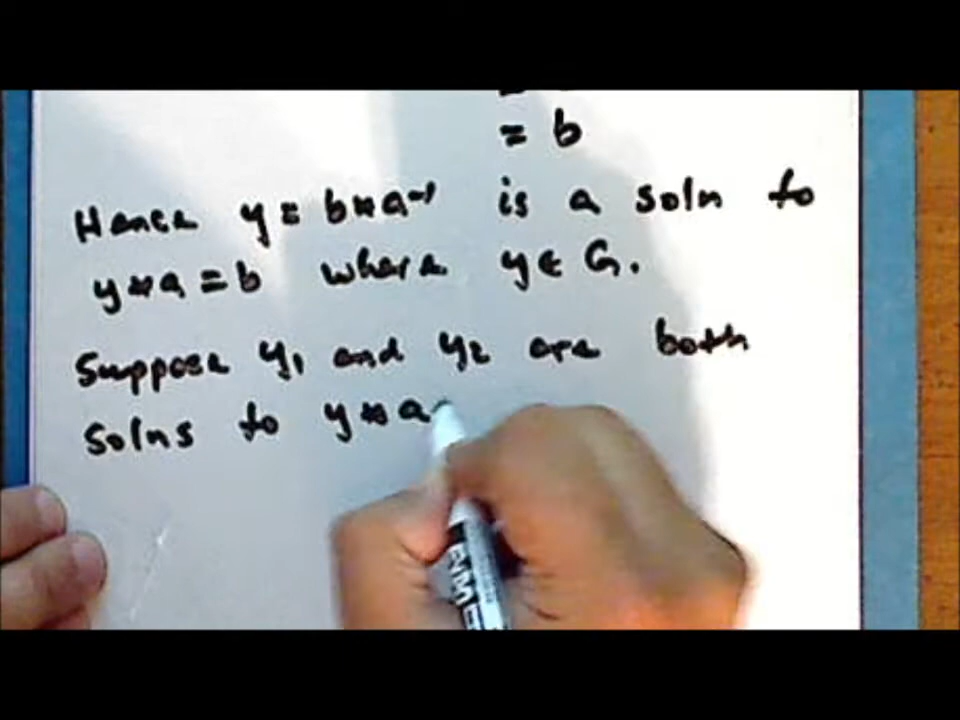 = b
Hence y = b*a⁻¹ is a soln to
y*a = b where y ∈ G.
Suppose y₁ and y₂ are both
solns to y*a